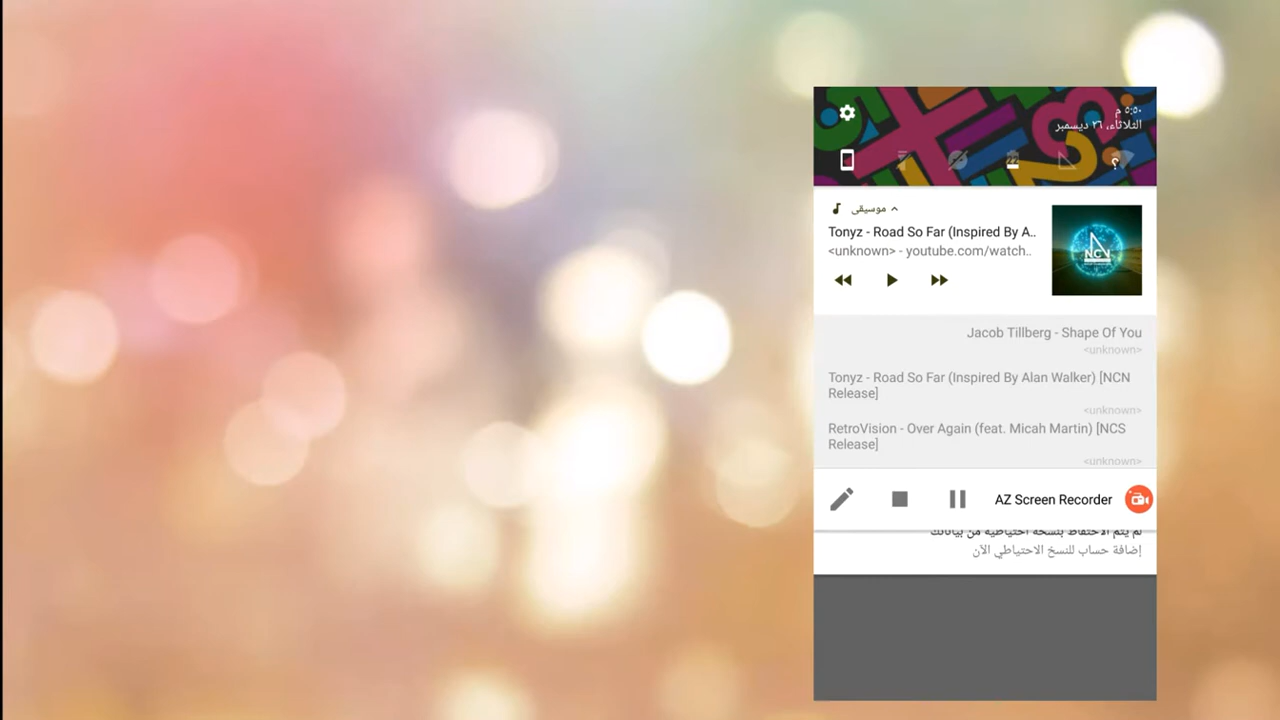 ٥:٥٠ م
الثلاثاء، ٢٦ ديسمبر
22
?
موسيقى
Tonyz - Road So Far (Inspired By A..
<unknown> - youtube.com/watch..
NCN
Jacob Tillberg - Shape Of You
<unknown>
Tonyz - Road So Far (Inspired By Alan Walker) [NCN
Release]
<unknown>
RetroVision - Over Again (feat. Micah Martin) [NCS
Release]
<unknown>
AZ Screen Recorder
لم يتم الاحتفاظ بنسخة احتياطية من بياناتك
إضافة حساب للنسخ الاحتياطي الآن